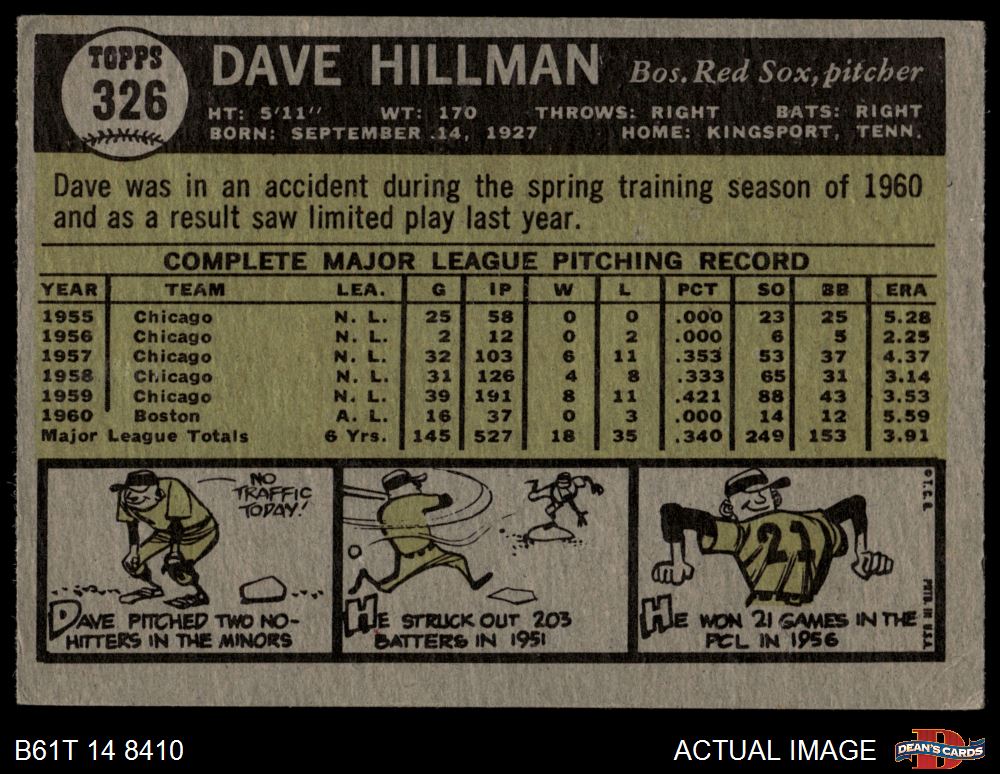 TOPPS
326
DAVE HILLMAN Bos. Red Sox, pitcher
HT: 5'11" WT: 170 THROWS: RIGHT BATS: RIGHT
BORN: SEPTEMBER 14, 1927 HOME: KINGSPORT, TENN.
Dave was in an accident during the spring training season of 1960
and as a result saw limited play last year.
COMPLETE MAJOR LEAGUE PITCHING RECORD
YEAR TEAM LEA. G IP W L PCT SO BB ERA
1955 Chicago N. L. 25 58 0 0 .000 23 25 5.28
1956 Chicago N. L. 2 12 0 2 .000 6 5 2.25
1957 Chicago N. L. 32 103 6 11 .353 53 37 4.37
1958 Chicago N. L. 31 126 4 8 .333 65 31 3.14
1959 Chicago N. L. 39 191 8 11 .421 88 43 3.53
1960 Boston A. L. 16 37 0 3 .000 14 12 5.59
Major League Totals 6 Yrs. 145 527 18 35 .340 249 153 3.91
NO
TRAFFIC
TODAY!
DAVE PITCHED TWO NO-
HITTERS IN THE MINORS
HE STRUCK OUT 203
BATTERS IN 1951
21
HE WON 21 GAMES IN THE
PCL IN 1956
© T.C.G. PRTD IN U.S.A.
B61T 14 8410
ACTUAL IMAGE
D
DEAN'S CARDS